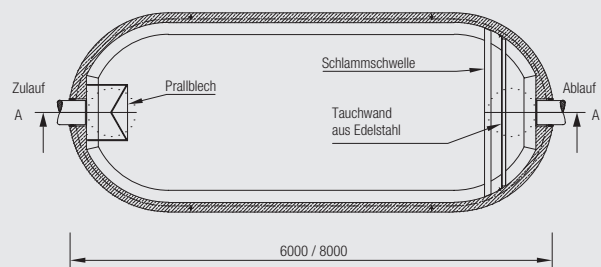 Zulauf
A
Prallblech
Schlammschwelle
Tauchwand
aus Edelstahl
Ablauf
A
6000 / 8000